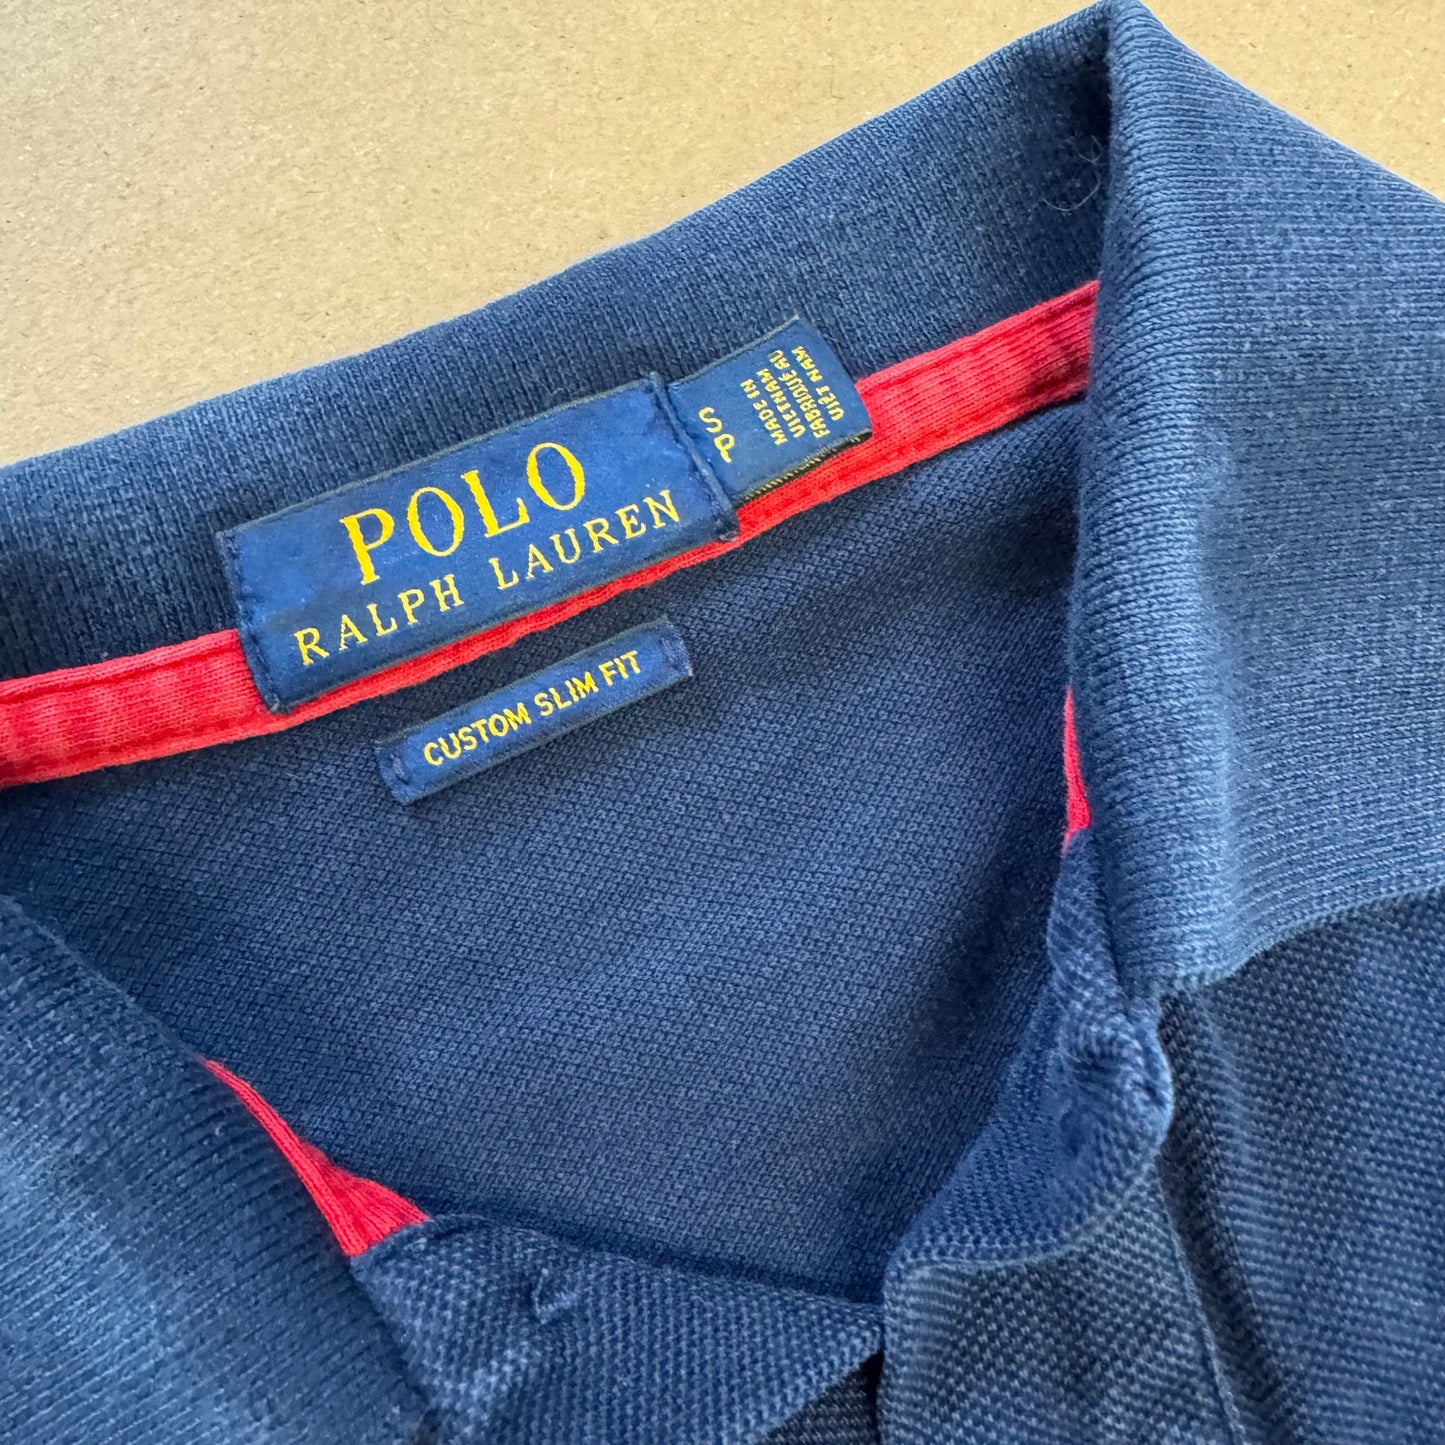 POLO
RALPH LAUREN
CUSTOM SLIM FIT
S
MADE IN
VIETNAM
FABRIQUÉ AU
VIET NAM